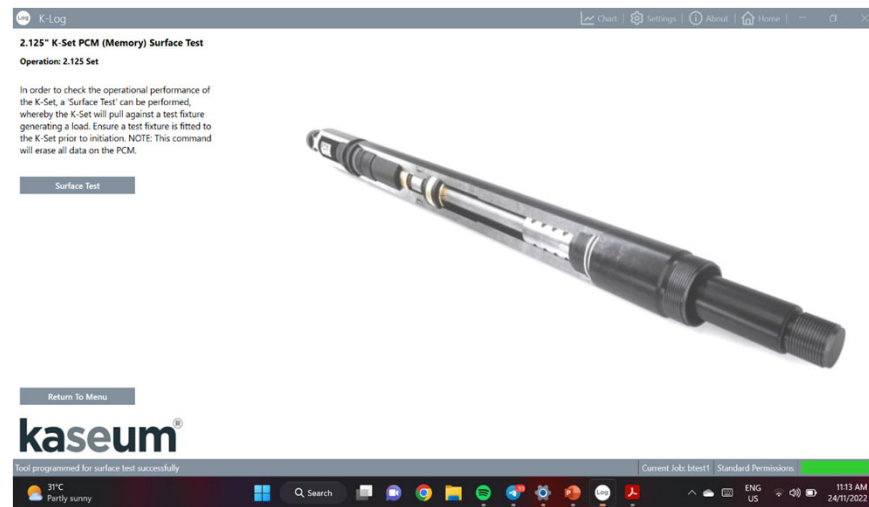 Log K-Log
Chart | Settings | About | Home |
2.125" K-Set PCM (Memory) Surface Test
Operation: 2.125 Set
In order to check the operational performance of
the K-Set, a 'Surface Test' can be performed,
whereby the K-Set will pull against a test fixture
generating a load. Ensure a test fixture is fitted to
the K-Set prior to initiation. NOTE: This command
will erase all data on the PCM.
Surface Test
Return To Menu
kaseum®
Tool programmed for surface test successfully
Current Job: btest1 Standard Permissions
31°C
Partly sunny
Search
Log
ENG
US
11:13 AM
24/11/2022